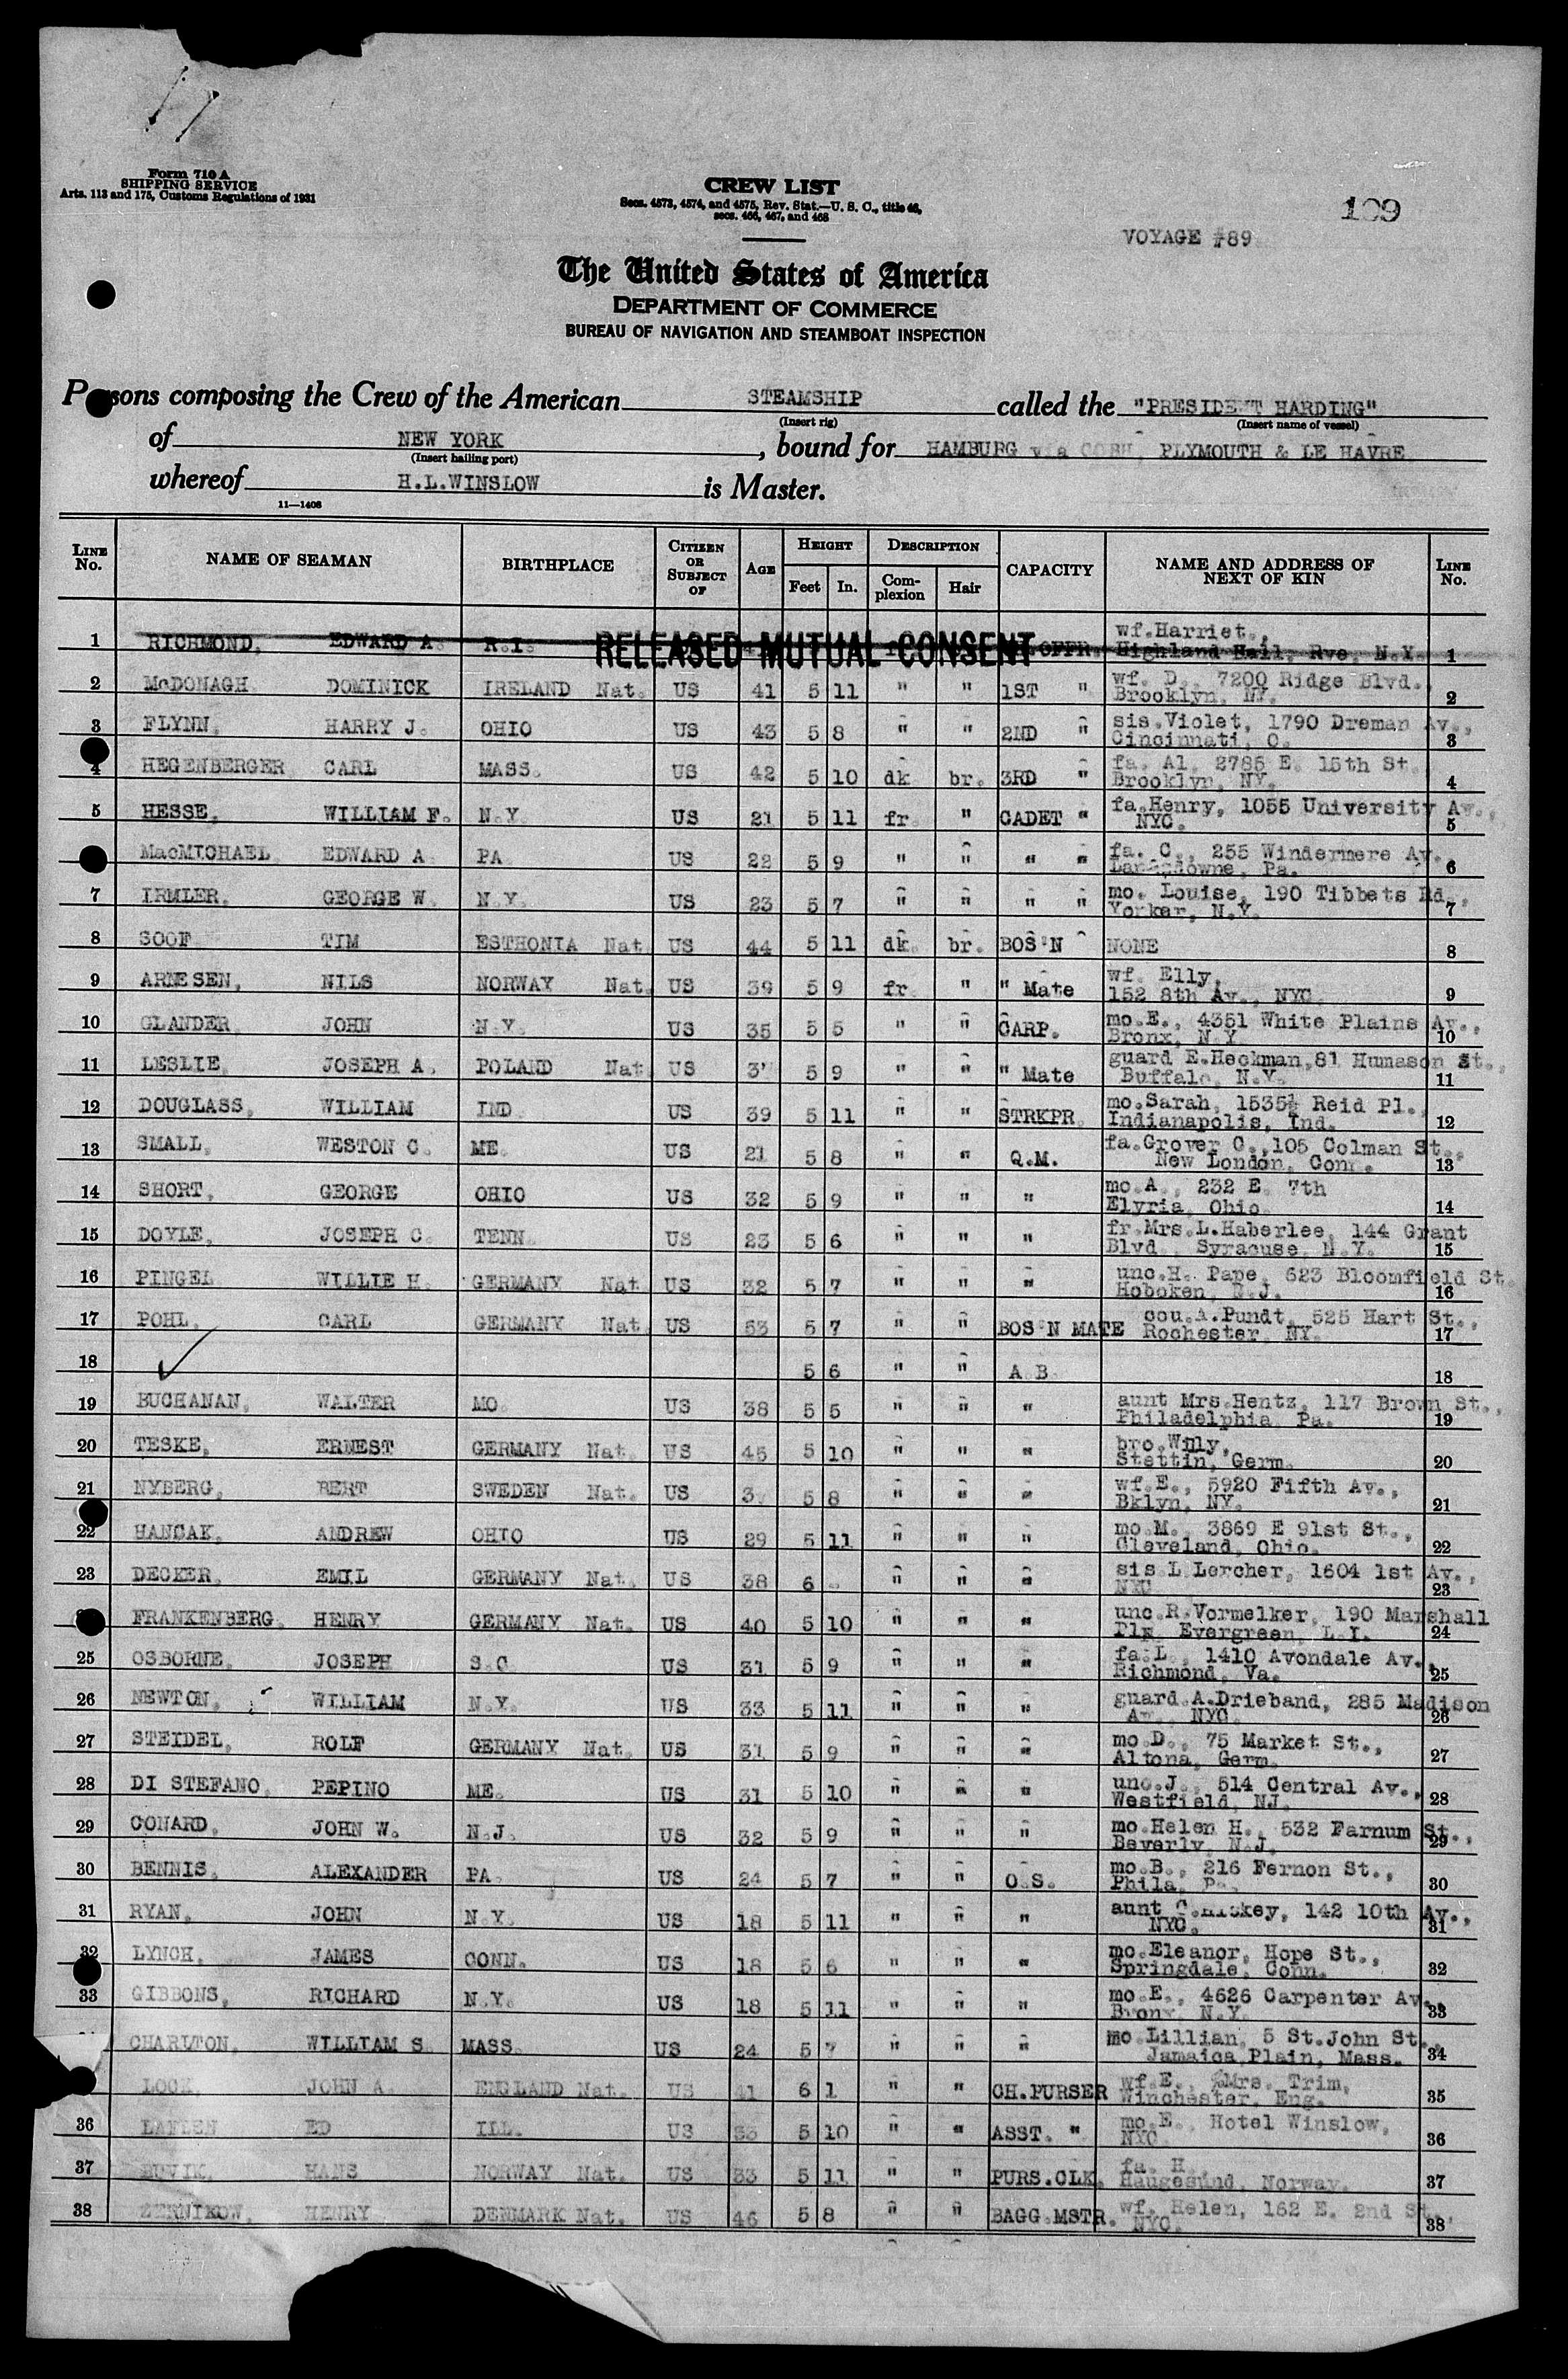 Form 710 A
SHIPPING SERVICE
Arts. 113 and 175, Customs Regulations of 1931
CREW LIST
Secs. 4573, 4574, and 4575, Rev. Stat.—U. S. C., title 46,
secs. 466, 467, and 468
109
VOYAGE #89
The United States of America
DEPARTMENT OF COMMERCE
BUREAU OF NAVIGATION AND STEAMBOAT INSPECTION
Persons composing the Crew of the American STEAMSHIP called the "PRESIDENT HARDING"
(Insert rig) (Insert name of vessel)
of NEW YORK, bound for HAMBURG via COBH, PLYMOUTH & LE HAVRE
(Insert hailing port)
whereof H.L.WINSLOW is Master.
11—1408
LINE No. NAME OF SEAMAN BIRTHPLACE CITIZEN OR SUBJECT OF AGE HEIGHT Feet In. DESCRIPTION Complexion Hair CAPACITY NAME AND ADDRESS OF NEXT OF KIN LINE No.
1 RICHMOND, EDWARD A. R.I. RELEASED MUTUAL CONSENT OFFR. wf.Harriet, 1
Highland Hall, Rye, N.Y.
2 McDONAGH DOMINICK IRELAND Nat. US 41 5 11 " " 1ST " wf. D. 7200 Ridge Blvd., 2
Brooklyn, NY.
3 FLYNN, HARRY J. OHIO US 43 5 8 " " 2ND " sis.Violet, 1790 Dreman Av., 3
Cincinnati, O.
4 HEGENBERGER CARL MASS. US 42 5 10 dk br. 3RD " fa. Al. 2785 E. 15th St. 4
Brooklyn, NY.
5 HESSE, WILLIAM F. N.Y. US 21 5 11 fr. " CADET " fa.Henry, 1055 University Av., 5
NYC.
MacMICHAEL EDWARD A PA US 22 5 9 " " " " fa. C., 255 Windermere Av. 6
Lansdowne, Pa.
7 IRMLER, GEORGE W. N.Y. US 23 5 7 " " " " mo. Louise, 190 Tibbets Rd., 7
Yorker, N.Y.
8 SOOF TIM ESTHONIA Nat. US 44 5 11 dk. br. BOS'N NONE 8
9 ARNESEN, NILS NORWAY Nat. US 39 5 9 fr. " " Mate wf. Elly, 9
152 8th Av., NYC.
10 GLANDER JOHN N.Y. US 35 5 5 " " CARP. mo.E., 4351 White Plains Av., 10
Bronx, N.Y.
11 LESLIE, JOSEPH A. POLAND Nat. US 5 9 " " " Mate guard E.Heckman,81 Humason St., 11
Buffalo, N.Y.
12 DOUGLASS, WILLIAM IND. US 39 5 11 " " STRKPR. mo.Sarah, 1535½ Reid Pl., 12
Indianapolis, Ind.
13 SMALL, WESTON C. ME. US 21 5 8 " " Q.M. fa.Grover C.,105 Colman St., 13
New London, Conn.
14 SHORT, GEORGE OHIO US 32 5 9 " " " mo.A., 232 E. 7th 14
Elyria, Ohio.
15 DOYLE, JOSEPH C. TENN. US 23 5 6 " " " fr.Mrs.L.Haberlee, 144 Grant 15
Blvd., Syracuse, N.Y.
16 PINGEL WILLIE H. GERMANY Nat. US 32 5 7 " " " unc.H. Pape, 623 Bloomfield St. 16
Hoboken, N.J.
17 POHL, CARL GERMANY Nat. US 53 5 7 " " BOS'N MATE cou.A.Pundt, 525 Hart St., 17
Rochester, NY.
18 5 6 " " A.B. 18
19 BUCHANAN, WALTER MO. US 38 5 5 " " " aunt Mrs.Hentz, 117 Brown St., 19
Philadelphia, Pa.
20 TESKE, ERNEST GERMANY Nat. US 45 5 10 " " " bro.Willy, 20
Stettin, Germ.
21 NYBERG, BERT SWEDEN Nat. US 5 8 " " " wf.E., 5920 Fifth Av., 21
Bklyn, NY.
22 HANCAK, ANDREW OHIO US 29 5 11 " " " mo.M., 3869 E 91st St., 22
Cleveland, Ohio.
23 DECKER, EMIL GERMANY Nat. US 38 6 - " " " sis.L Lercher, 1604 1st Av., 23
NYC
FRANKENBERG, HENRY GERMANY Nat. US 40 5 10 " " " unc.R.Vormelker, 190 Marshall 24
Evergreen, L.I.
25 OSBORNE, JOSEPH S.C. US 31 5 9 " " " fa.L., 1410 Avondale Av., 25
Richmond, Va.
26 NEWTON, WILLIAM N.Y. US 33 5 11 " " " guard.A.Drieband, 285 Madison 26
Av., NYC.
27 STEIDEL, ROLF GERMANY Nat. US 31 5 9 " " " mo.D., 75 Market St., 27
Altona, Germ.
28 DI STEFANO, PEPINO ME. US 31 5 10 " " " unc.J., 514 Central Av., 28
Westfield, NJ.
29 CONARD, JOHN W. N.J. US 32 5 9 " " " mo.Helen H., 532 Farnum St., 29
Beverly, N.J.
30 BENNIS, ALEXANDER PA. US 24 5 7 " " O.S. mo.B., 216 Fernon St., 30
Phila, Pa.
31 RYAN, JOHN N.Y. US 18 5 11 " " " aunt 142 10th Av., 31
NYC.
32 LYNCH, JAMES CONN. US 18 5 6 " " " mo.Eleanor, Hope St., 32
Springdale, Conn.
33 GIBBONS, RICHARD N.Y. US 18 5 11 " " " mo.E., 4626 Carpenter Av. 33
Bronx, N.Y.
CHARLTON, WILLIAM S. MASS. US 24 5 7 " " " mo.Lillian, 5 St.John St., 34
Jamaica Plain, Mass.
LOCK, JOHN A. ENGLAND Nat. US 41 6 1 " " CH.PURSER wf.E., %Mrs. Trim, 35
Winchester, Eng.
36 ED ILL. US 5 10 " " ASST. " mo.E., Hotel Winslow, 36
NYC.
37 HANS NORWAY Nat. US 33 5 11 " " PURS.CLK. fa. H. 37
Haugesund, Norway.
38 ZERNIKOW, HENRY DENMARK Nat. US 46 5 8 " " BAGG.MSTR. wf. Helen, 162 E. 2nd St., 38
NYC.